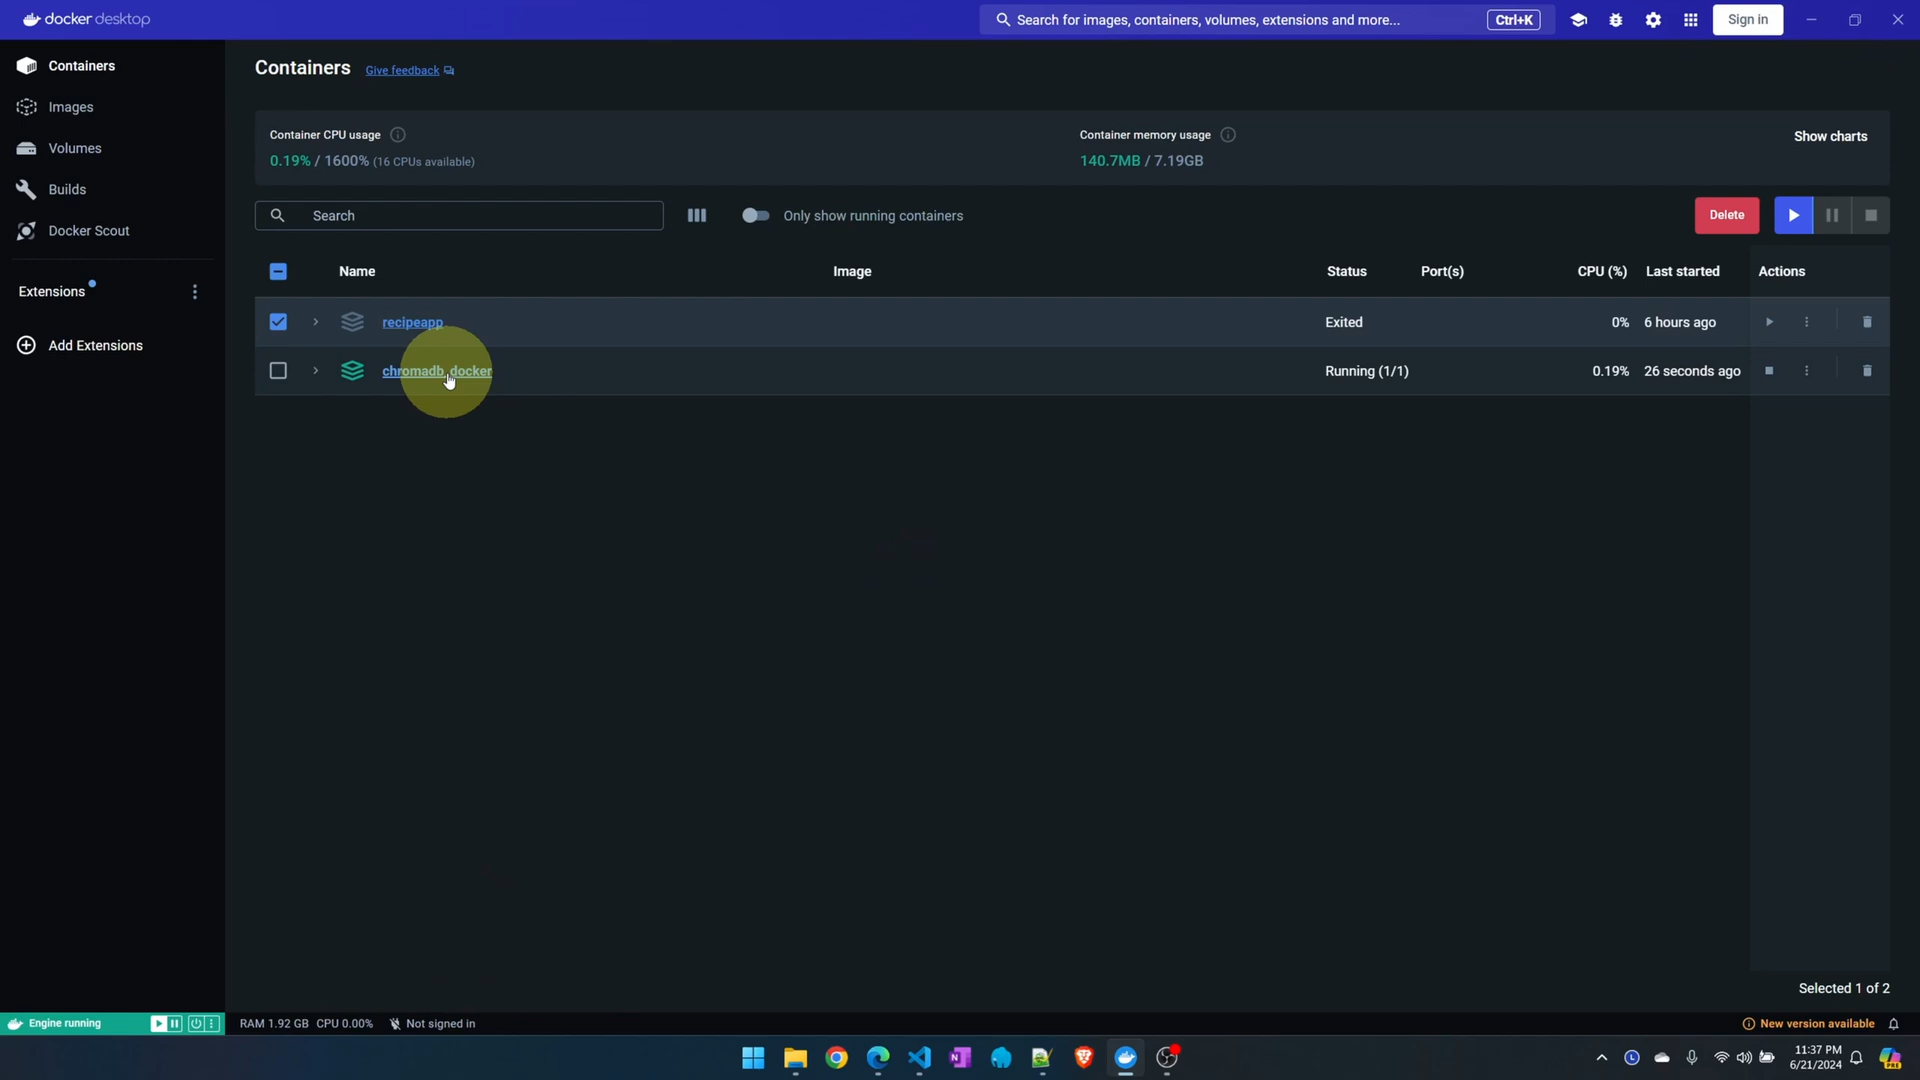 docker desktop
Search for images, containers, volumes, extensions and more...
Ctrl+K
Sign in
Containers
Images
Volumes
Builds
Docker Scout
Extensions
Add Extensions
Containers
Give feedback
Container CPU usage
0.19% / 1600% (16 CPUs available)
Container memory usage
140.7MB / 7.19GB
Show charts
Search
Only show running containers
Delete
Name Image Status Port(s) CPU (%) Last started Actions
recipeapp Exited 0% 6 hours ago
chromadb_docker Running (1/1) 0.19% 26 seconds ago
Selected 1 of 2
Engine running
RAM 1.92 GB CPU 0.00% Not signed in
New version available
11:37 PM
6/21/2024
PRE